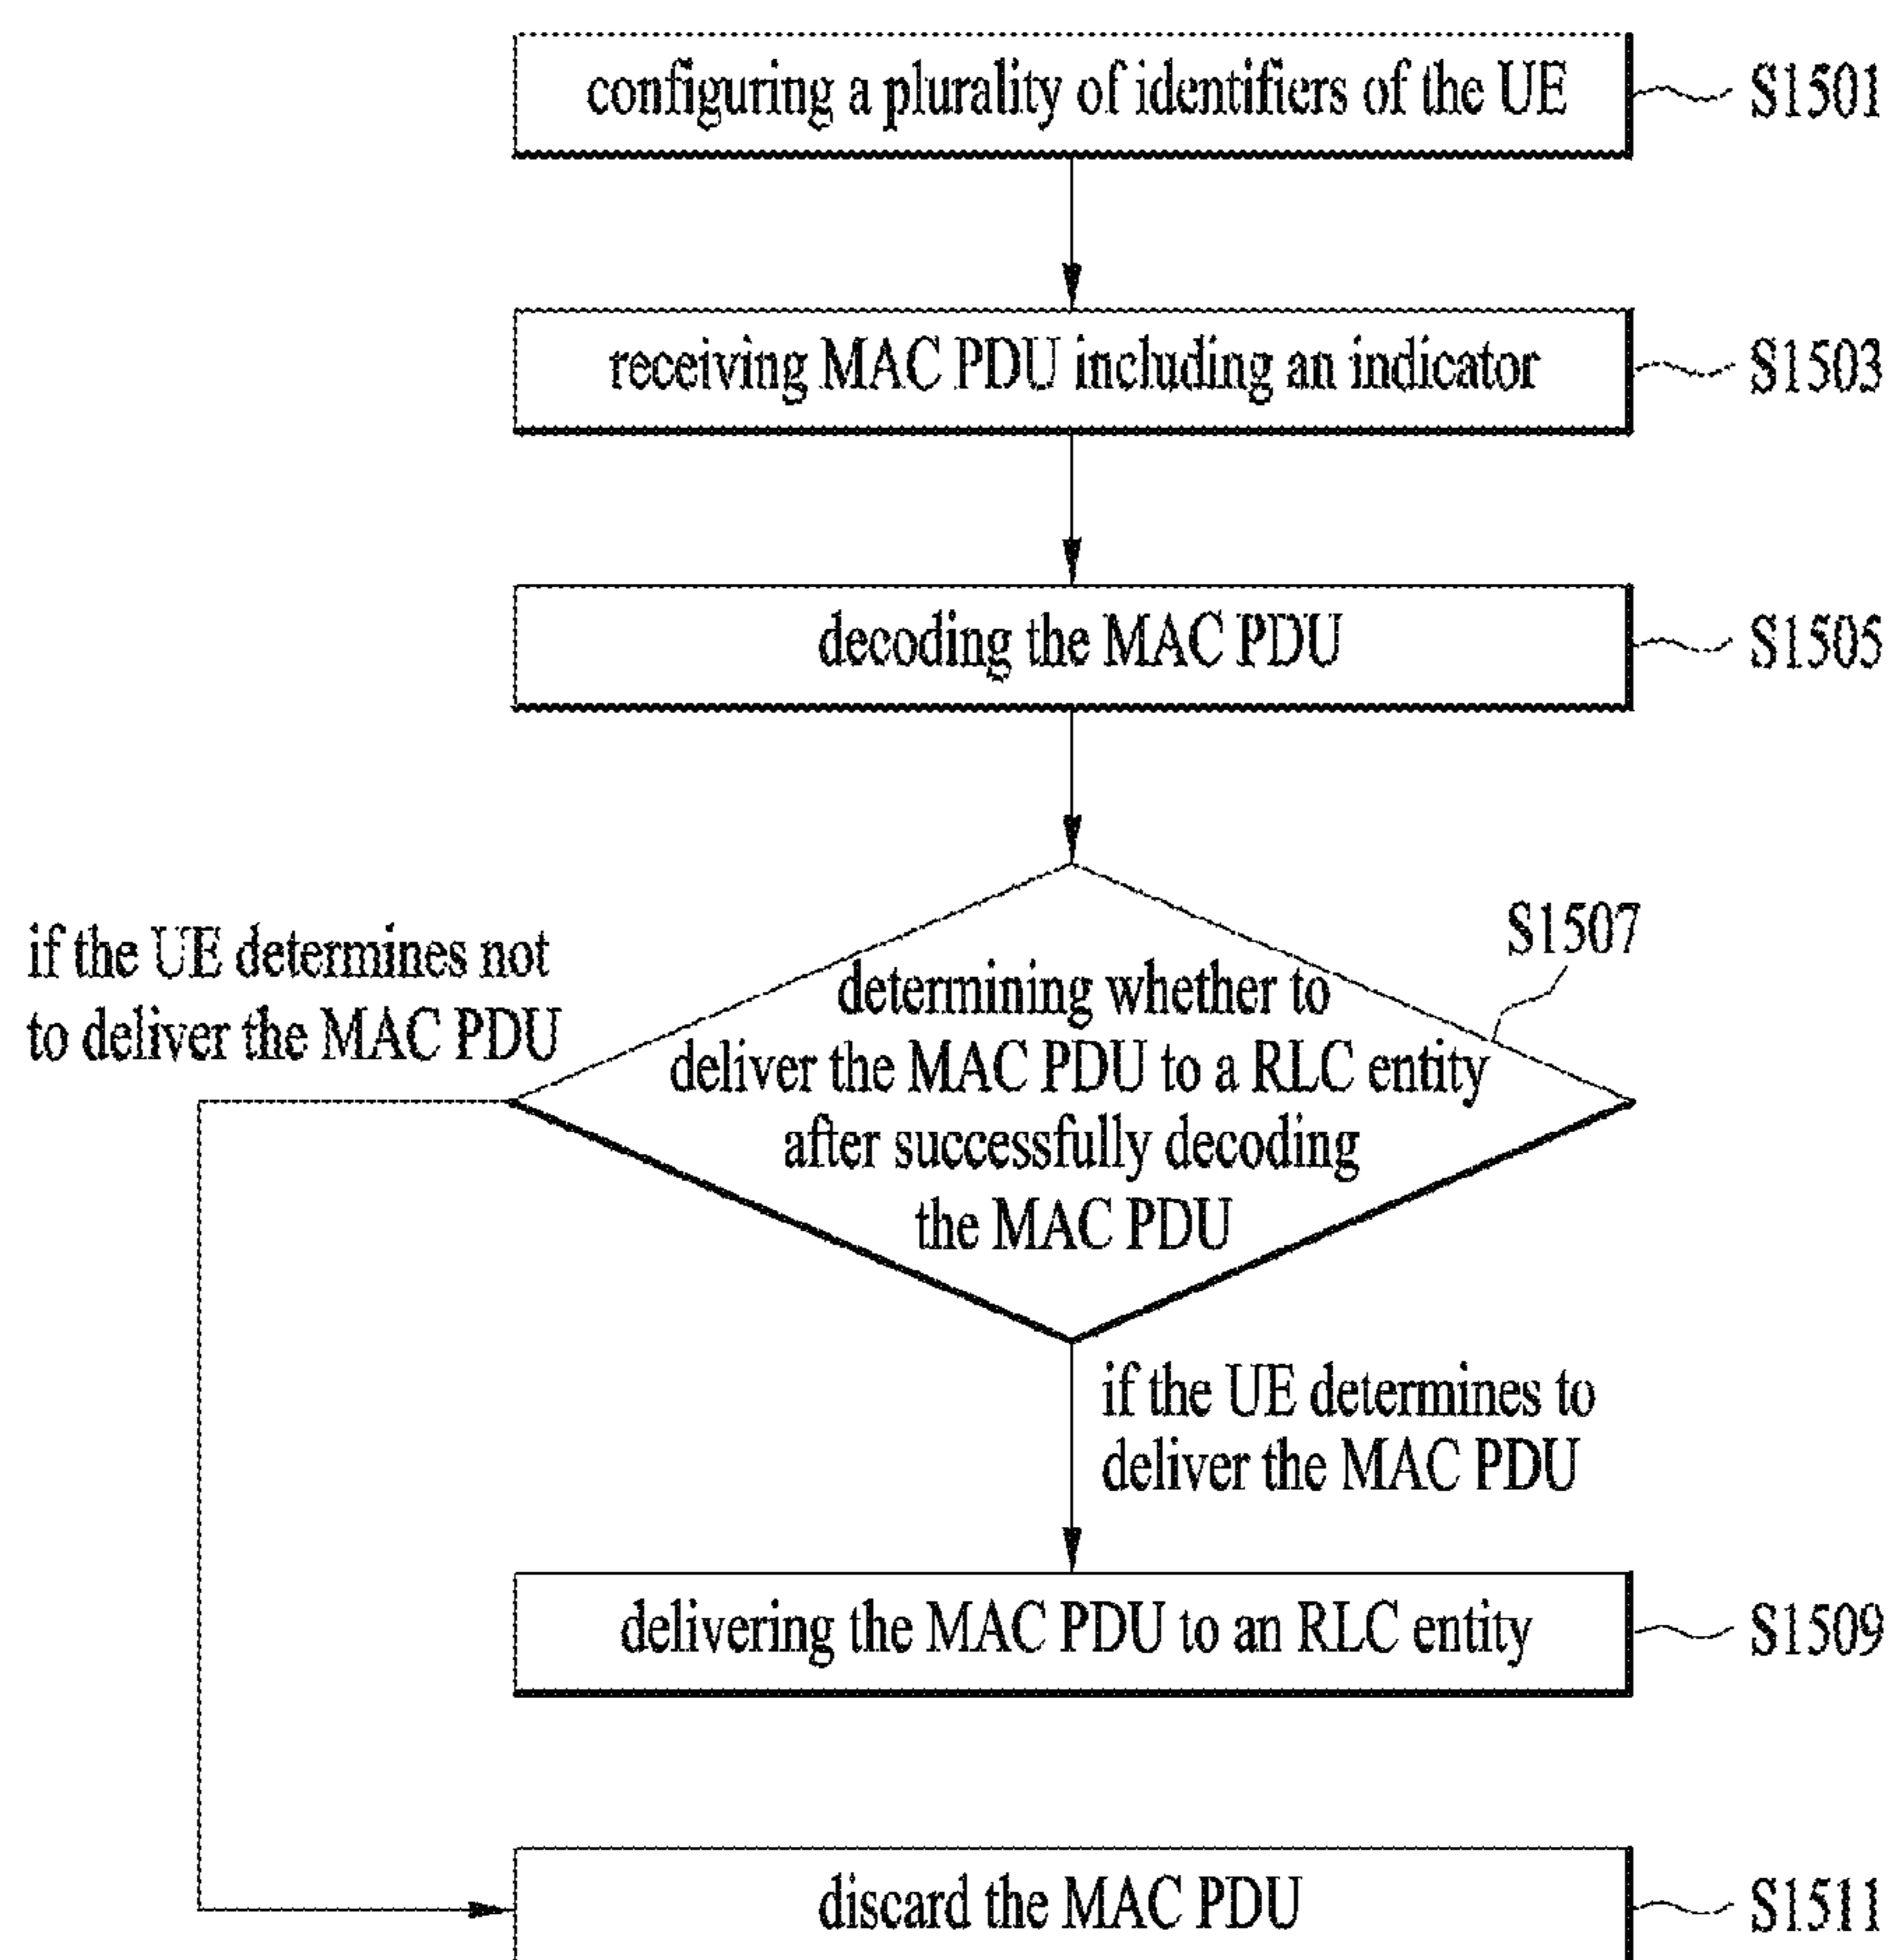 configuring a plurality of identifiers of the UE
S1501
receiving MAC PDU including an indicator
S1503
decoding the MAC PDU
S1505
if the UE determines not
to deliver the MAC PDU
S1507
determining whether to
deliver the MAC PDU to a RLC entity
after successfully decoding
the MAC PDU
if the UE determines to
deliver the MAC PDU
delivering the MAC PDU to an RLC entity
S1509
discard the MAC PDU
S1511